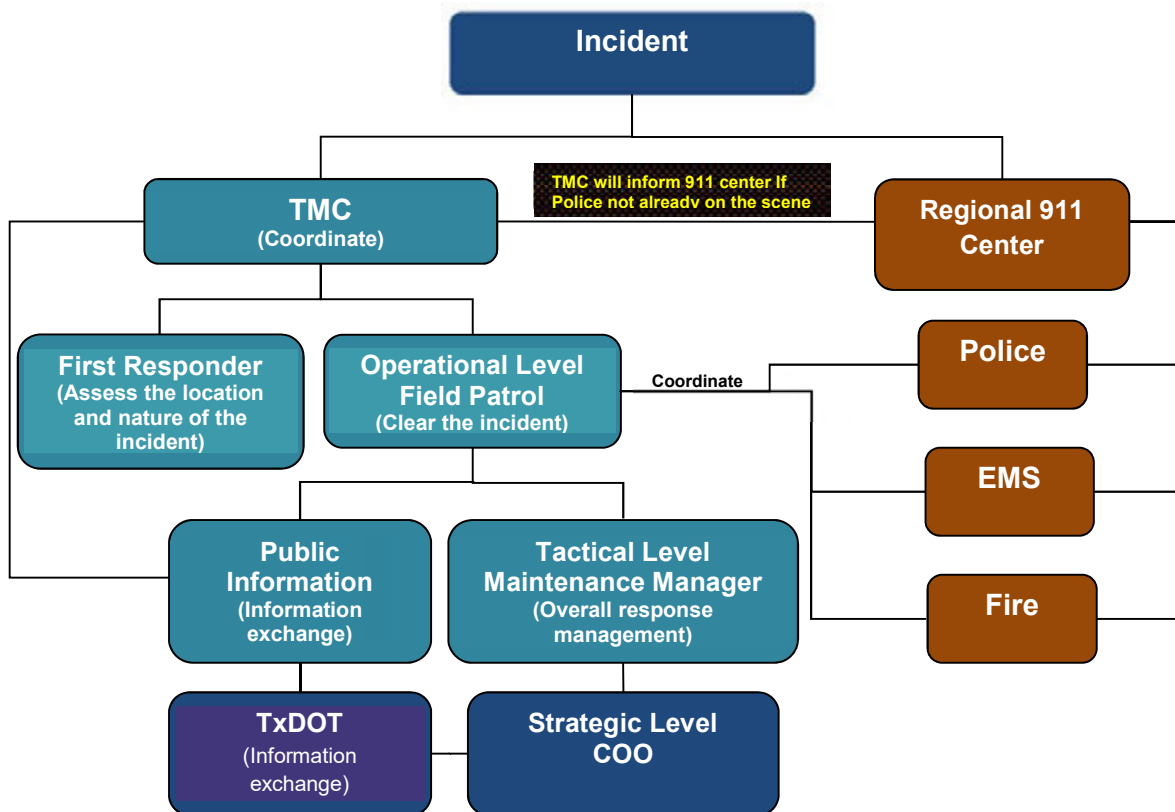 Incident
TMC will inform 911 center If
Police not already on the scene
TMC
(Coordinate)
Regional 911
Center
First Responder
(Assess the location
and nature of the
incident)
Operational Level
Field Patrol
(Clear the incident)
Coordinate
Police
EMS
Public
Information
(Information
exchange)
Tactical Level
Maintenance Manager
(Overall response
management)
Fire
TxDOT
(Information
exchange)
Strategic Level
COO